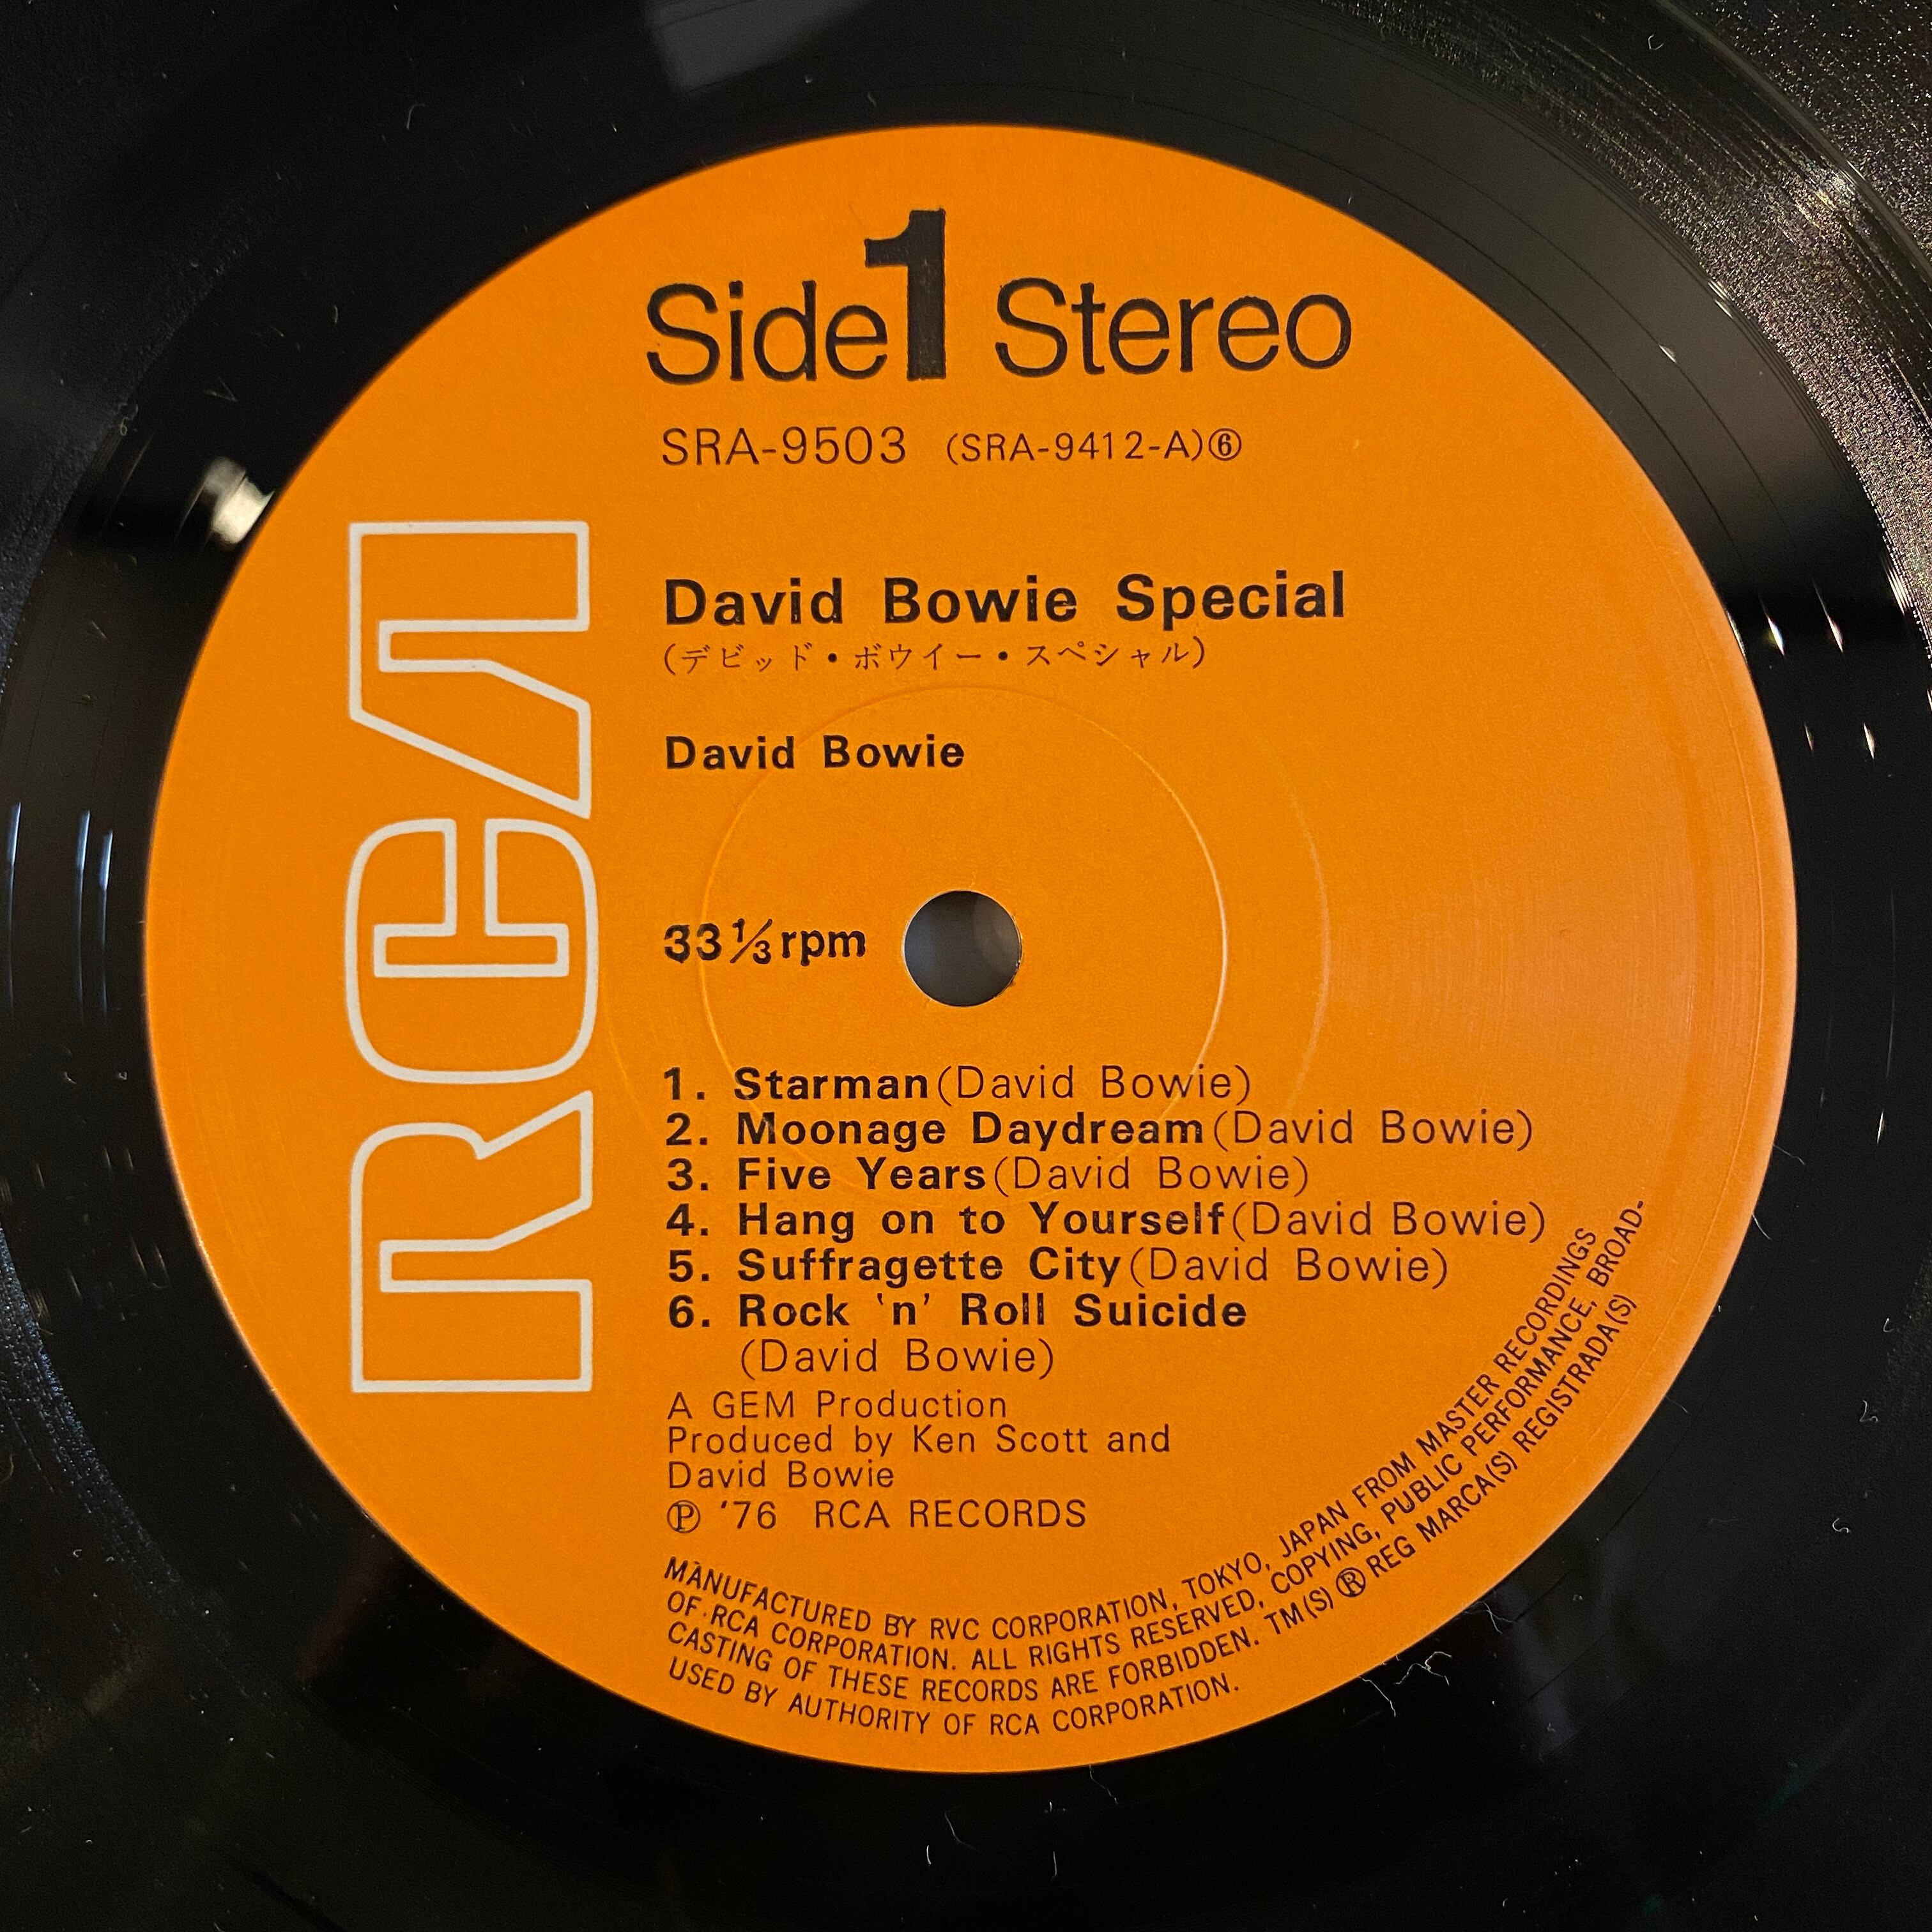 Side 1 Stereo
SRA-9503 (SRA-9412-A)⑥
RCA
David Bowie Special
(デビッド・ボウイー・スペシャル)
David Bowie
33⅓rpm
1. Starman(David Bowie)
2. Moonage Daydream(David Bowie)
3. Five Years(David Bowie)
4. Hang on to Yourself(David Bowie)
5. Suffragette City(David Bowie)
6. Rock 'n' Roll Suicide
(David Bowie)
A GEM Production
Produced by Ken Scott and
David Bowie
Ⓟ '76 RCA RECORDS
MANUFACTURED BY RVC CORPORATION, TOKYO, JAPAN FROM MASTER RECORDINGS
OF RCA CORPORATION. ALL RIGHTS RESERVED, COPYING, PUBLIC PERFORMANCE, BROAD-
CASTING OF THESE RECORDS ARE FORBIDDEN. TM(S) ® REG MARCA(S) REGISTRADA(S)
USED BY AUTHORITY OF RCA CORPORATION.